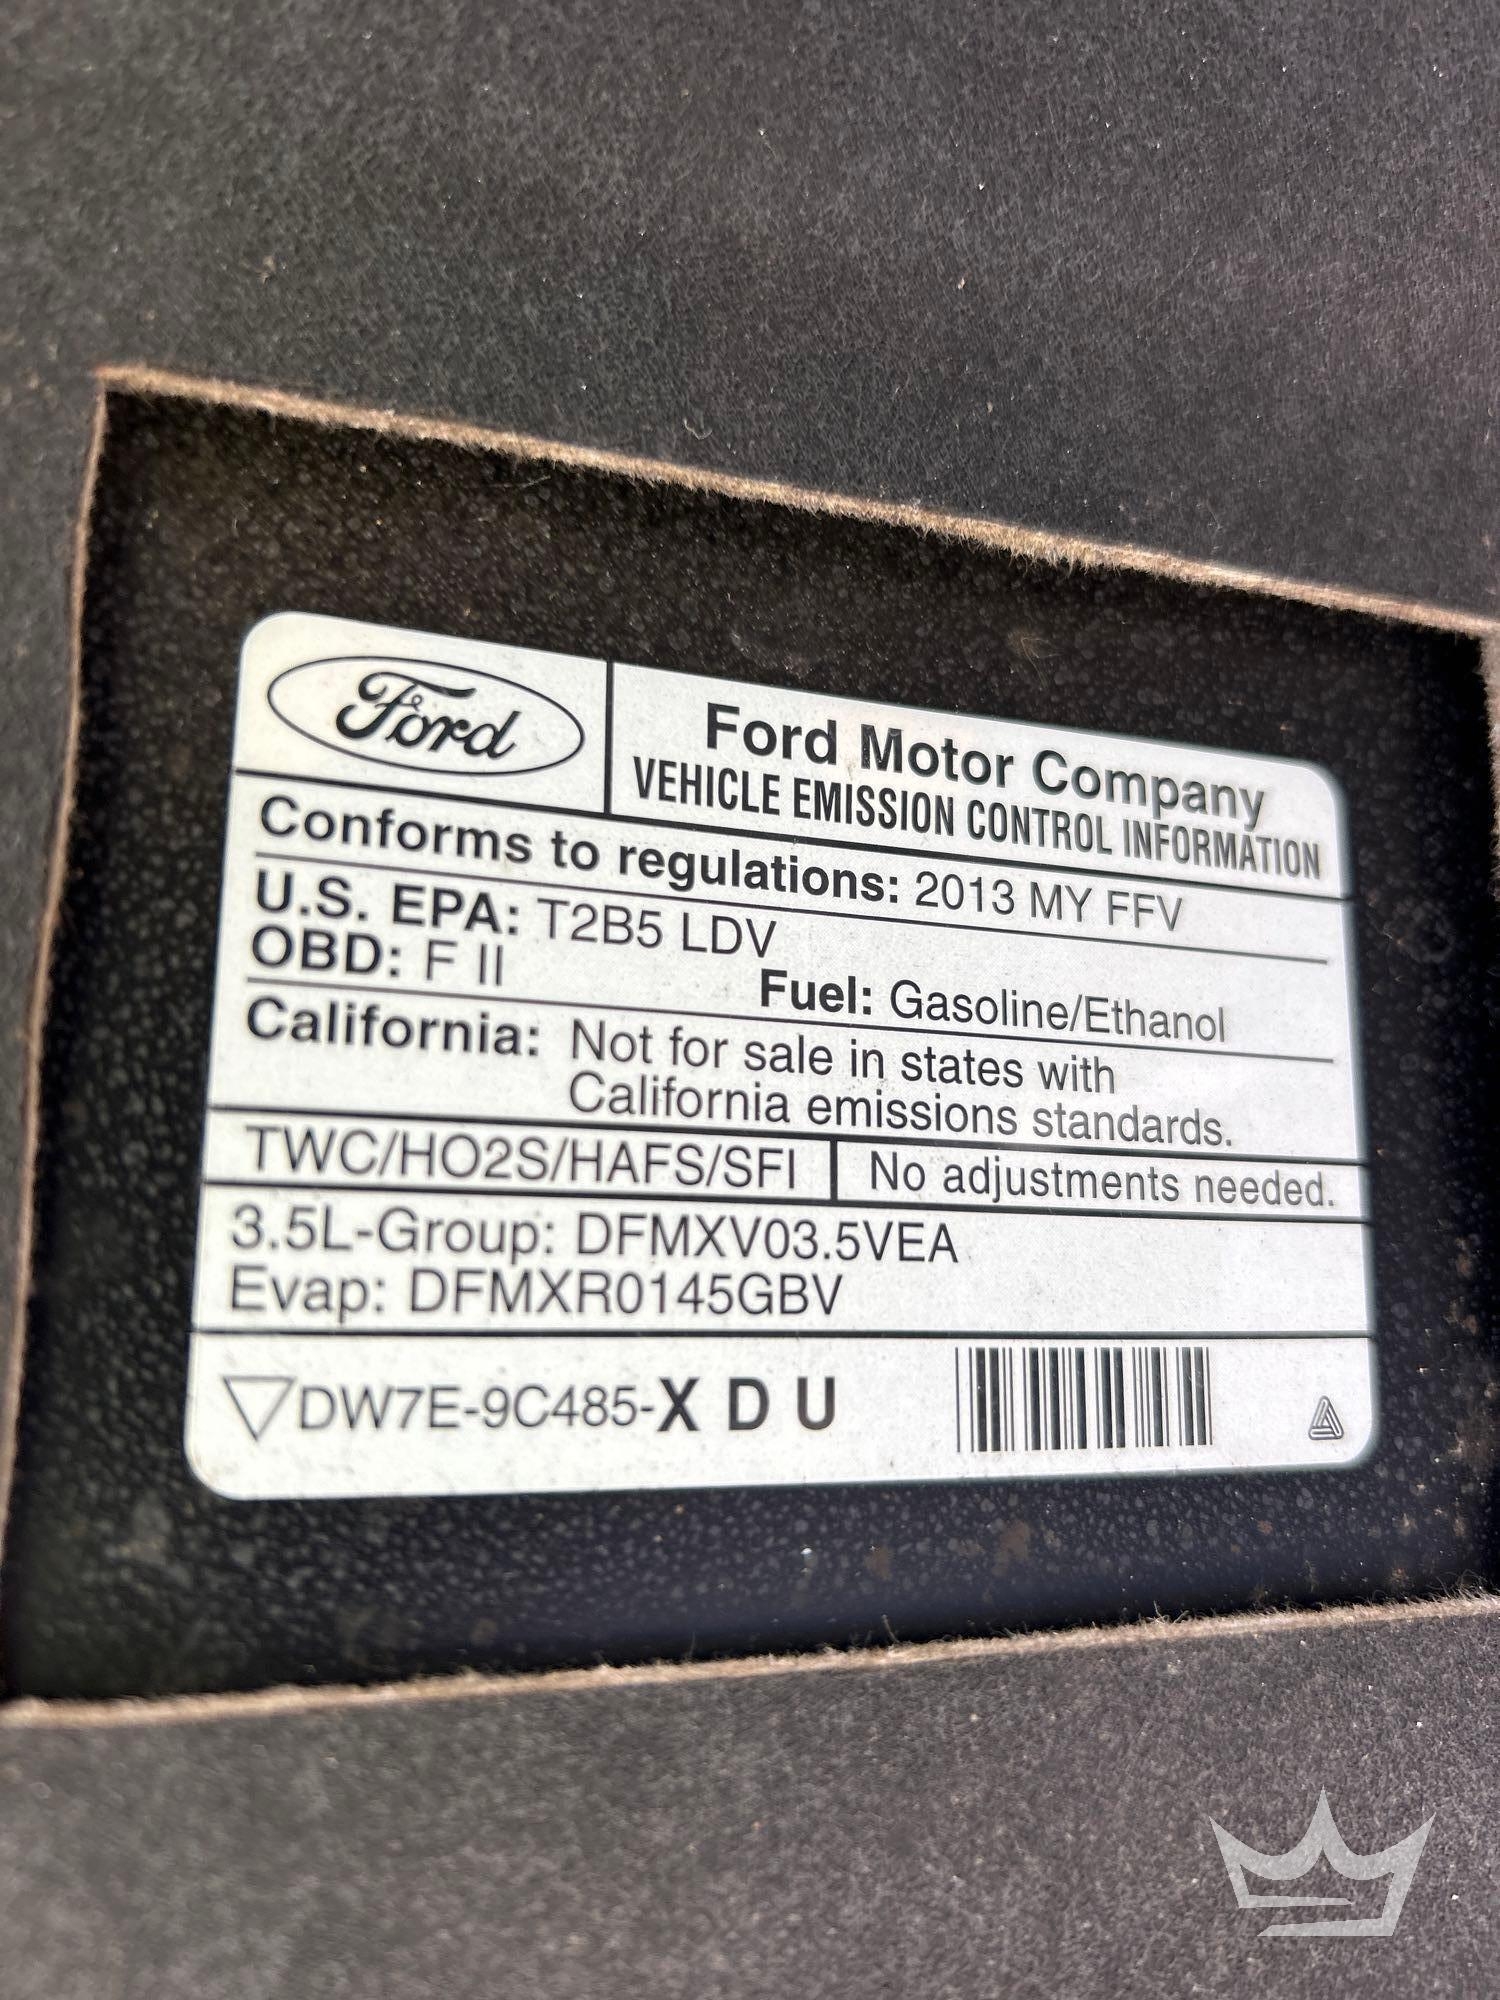 Ford
Ford Motor Company
VEHICLE EMISSION CONTROL INFORMATION
Conforms to regulations: 2013 MY FFV
U.S. EPA: T2B5 LDV
OBD: F II
Fuel: Gasoline/Ethanol
California: Not for sale in states with
California emissions standards.
TWC/HO2S/HAFS/SFI
No adjustments needed.
3.5L-Group: DFMXV03.5VEA
Evap: DFMXR0145GBV
DW7E-9C485-X D U